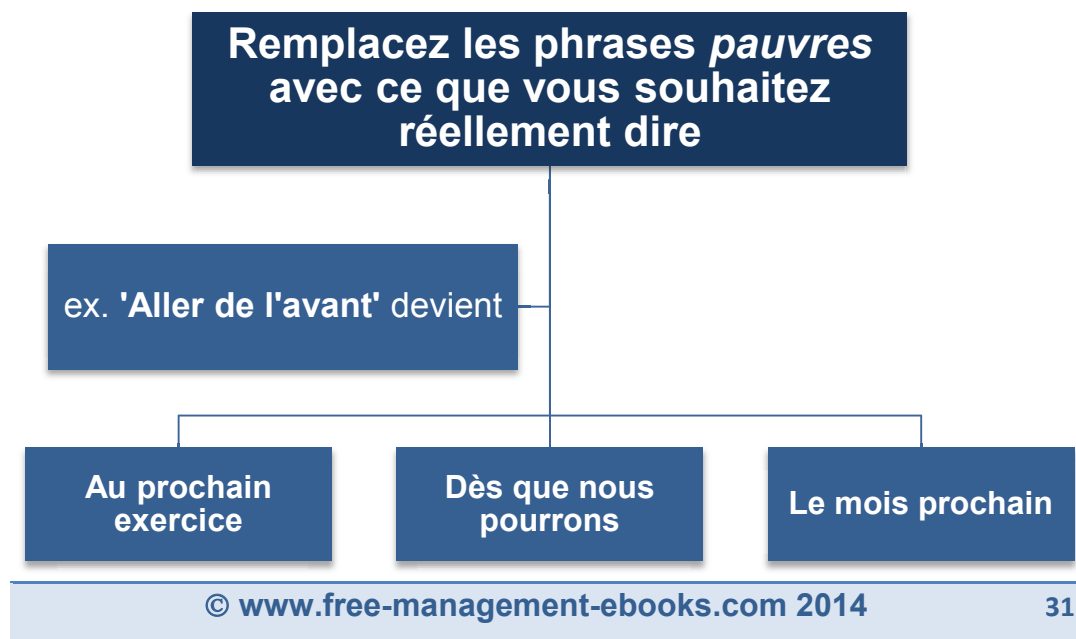 Remplacez les phrases pauvres
avec ce que vous souhaitez
réellement dire
ex. 'Aller de l'avant' devient
Au prochain
exercice
Dès que nous
pourrons
Le mois prochain
© www.free-management-ebooks.com 2014 31